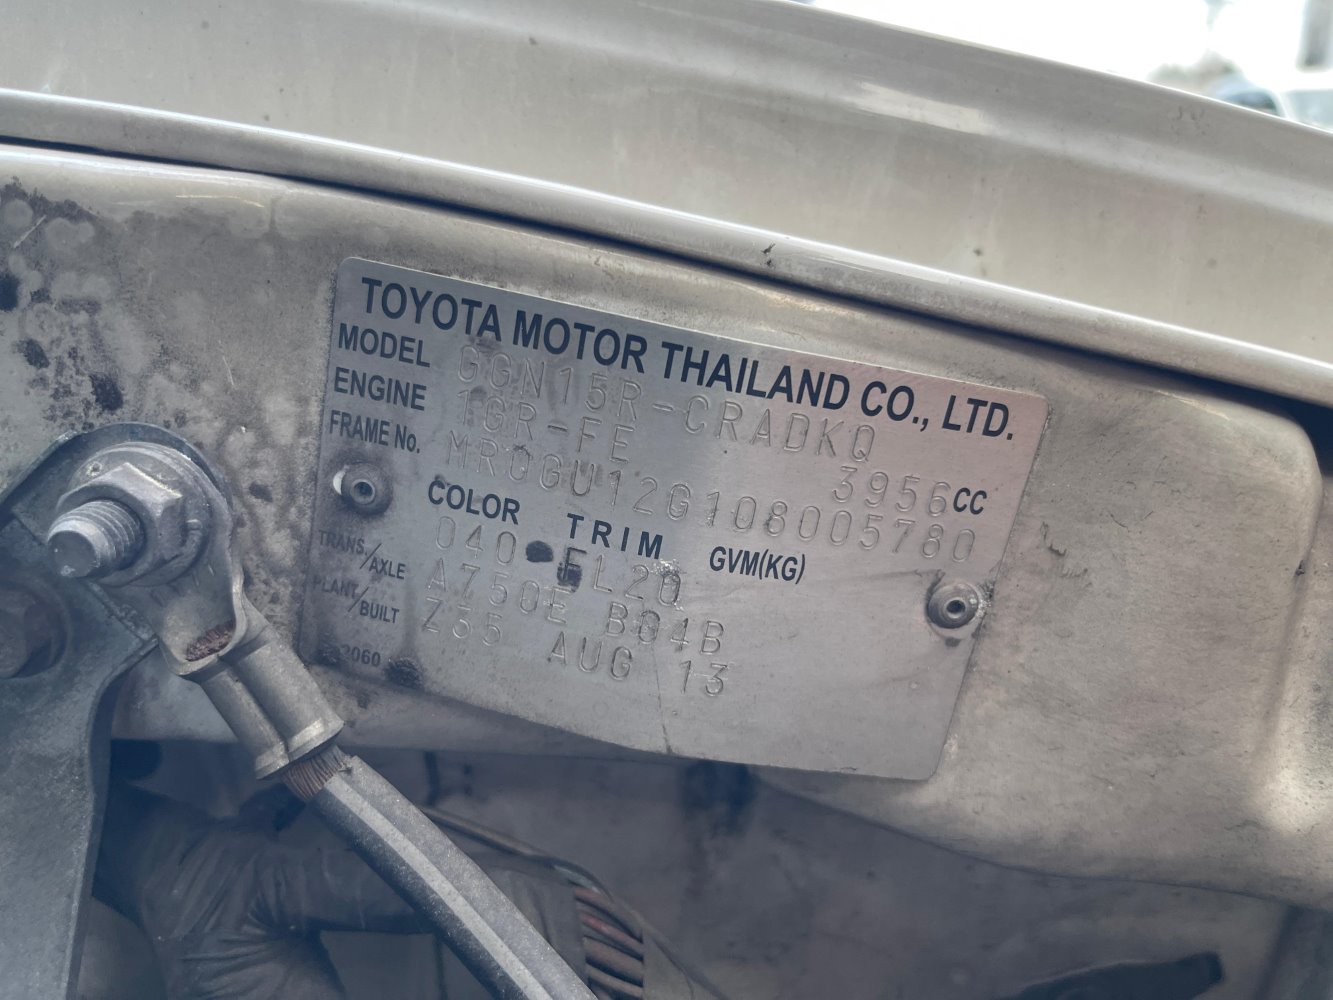 TOYOTA MOTOR THAILAND CO., LTD.
MODEL GGN15R-CRADKQ
ENGINE 1GR-FE 3956CC
FRAME No. MR0GU12G108005780
COLOR TRIM GVM(KG)
040 FL20
TRANS/AXLE A750E B04B
PLANT/BUILT Z35 AUG 13
2060